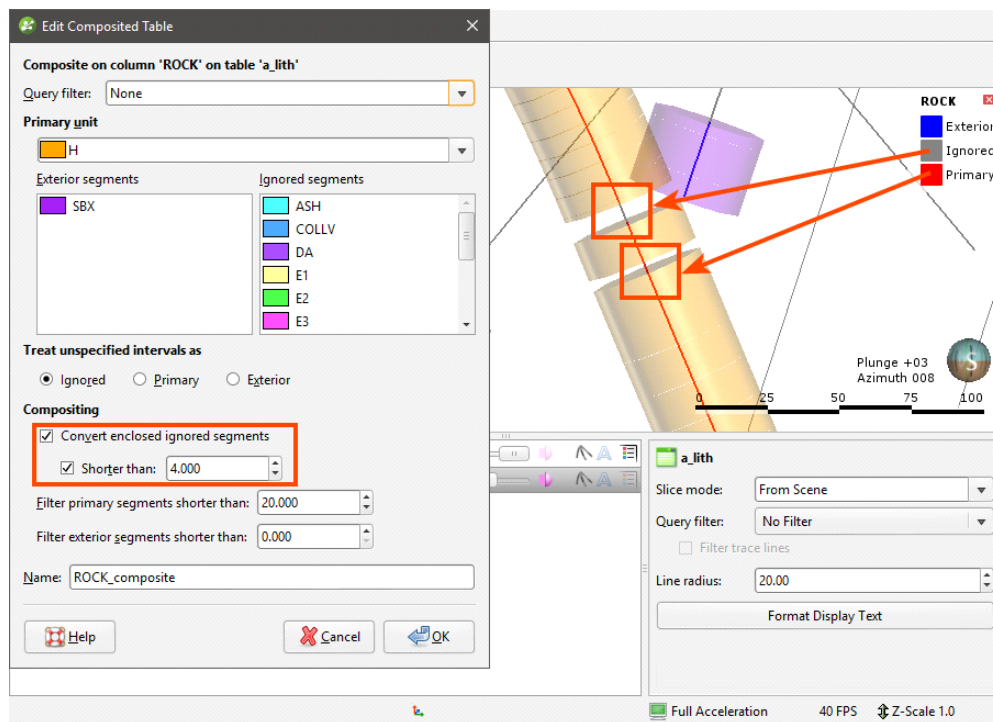 Edit Composited Table
Composite on column 'ROCK' on table 'a_lith'
Query filter: None
Primary unit
H
Exterior segments
SBX
Ignored segments
ASH
COLLV
DA
E1
E2
E3
Treat unspecified intervals as
Ignored Primary Exterior
Compositing
Convert enclosed ignored segments
Shorter than: 4.000
Filter primary segments shorter than: 20.000
Filter exterior segments shorter than: 0.000
Name: ROCK_composite
Help Cancel OK
ROCK
Exterior
Ignored
Primary
Plunge +03
Azimuth 008
0 25 50 75 100
S
A
A
a_lith
Slice mode: From Scene
Query filter: No Filter
Filter trace lines
Line radius: 20.00
Format Display Text
Full Acceleration 40 FPS Z-Scale 1.0